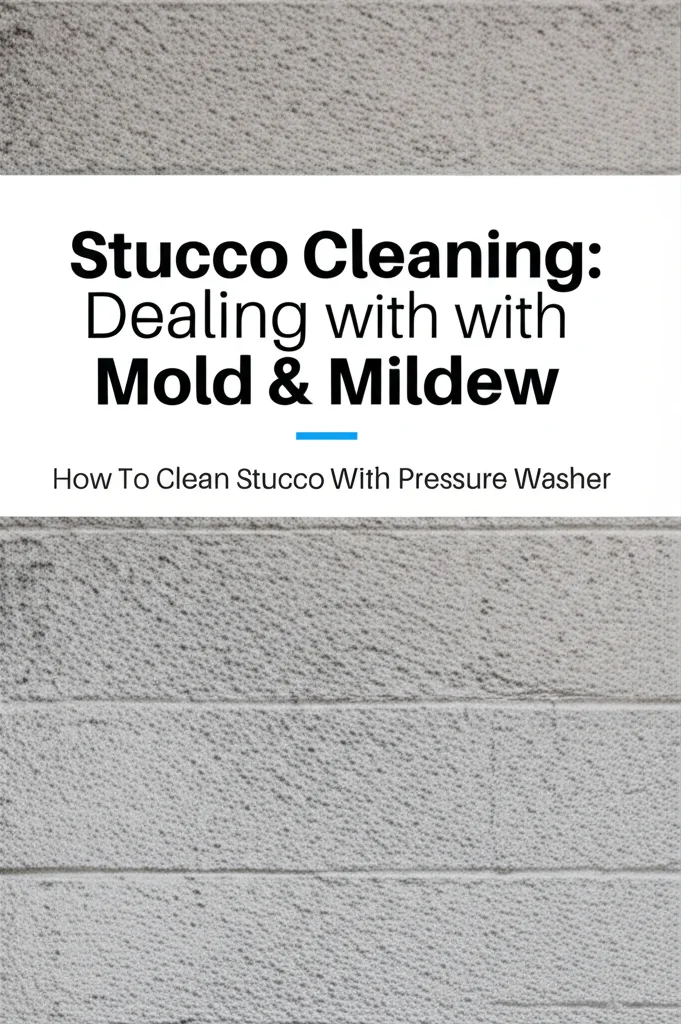 Stucco Cleaning:
Dealing with with
Mold & Mildew
How To Clean Stucco With Pressure Washer